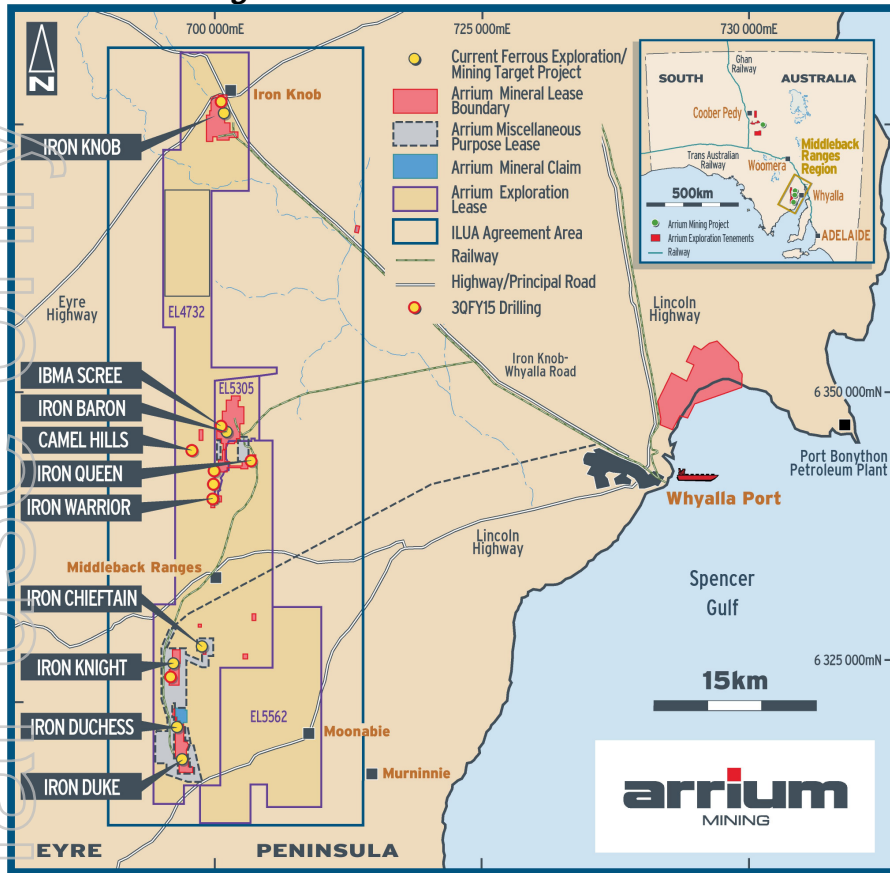 700 000mE
725 000mE
730 000mE
N
Current Ferrous Exploration/
Mining Target Project
Arrium Mineral Lease
Boundary
Arrium Miscellaneous
Purpose Lease
Arrium Mineral Claim
Arrium Exploration
Lease
ILUA Agreement Area
Railway
Highway/Principal Road
3QFY15 Drilling
Ghan
Railway
SOUTH
AUSTRALIA
Coober Pedy
Middleback
Ranges
Region
Trans Australian
Railway
Woomera
500km
Whyalla
Arrium Mining Project
Arrium Exploration Tenements
Railway
ADELAIDE
Iron Knob
IRON KNOB
Eyre
Highway
EL4732
Lincoln
Highway
Iron Knob-
Whyalla Road
IBMA SCREE
EL5305
IRON BARON
CAMEL HILLS
IRON QUEEN
IRON WARRIOR
6 350 000mN
Port Bonython
Petroleum Plant
Whyalla Port
Lincoln
Highway
Middleback Ranges
Spencer
Gulf
IRON CHIEFTAIN
IRON KNIGHT
6 325 000mN
15km
IRON DUCHESS
EL5562
Moonabie
Murninnie
IRON DUKE
arrium
MINING
EYRE
PENINSULA